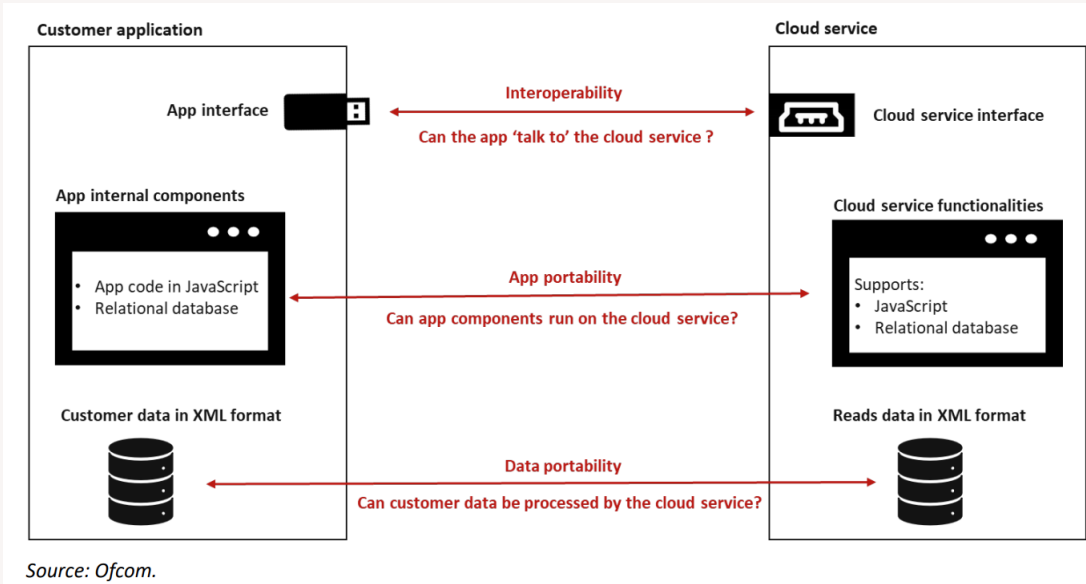 Customer application
Cloud service
App interface
Interoperability
Can the app ‘talk to’ the cloud service ?
Cloud service interface
App internal components
• App code in JavaScript
• Relational database
App portability
Can app components run on the cloud service?
Cloud service functionalities
Supports:
• JavaScript
• Relational database
Customer data in XML format
Data portability
Can customer data be processed by the cloud service?
Reads data in XML format
Source: Ofcom.